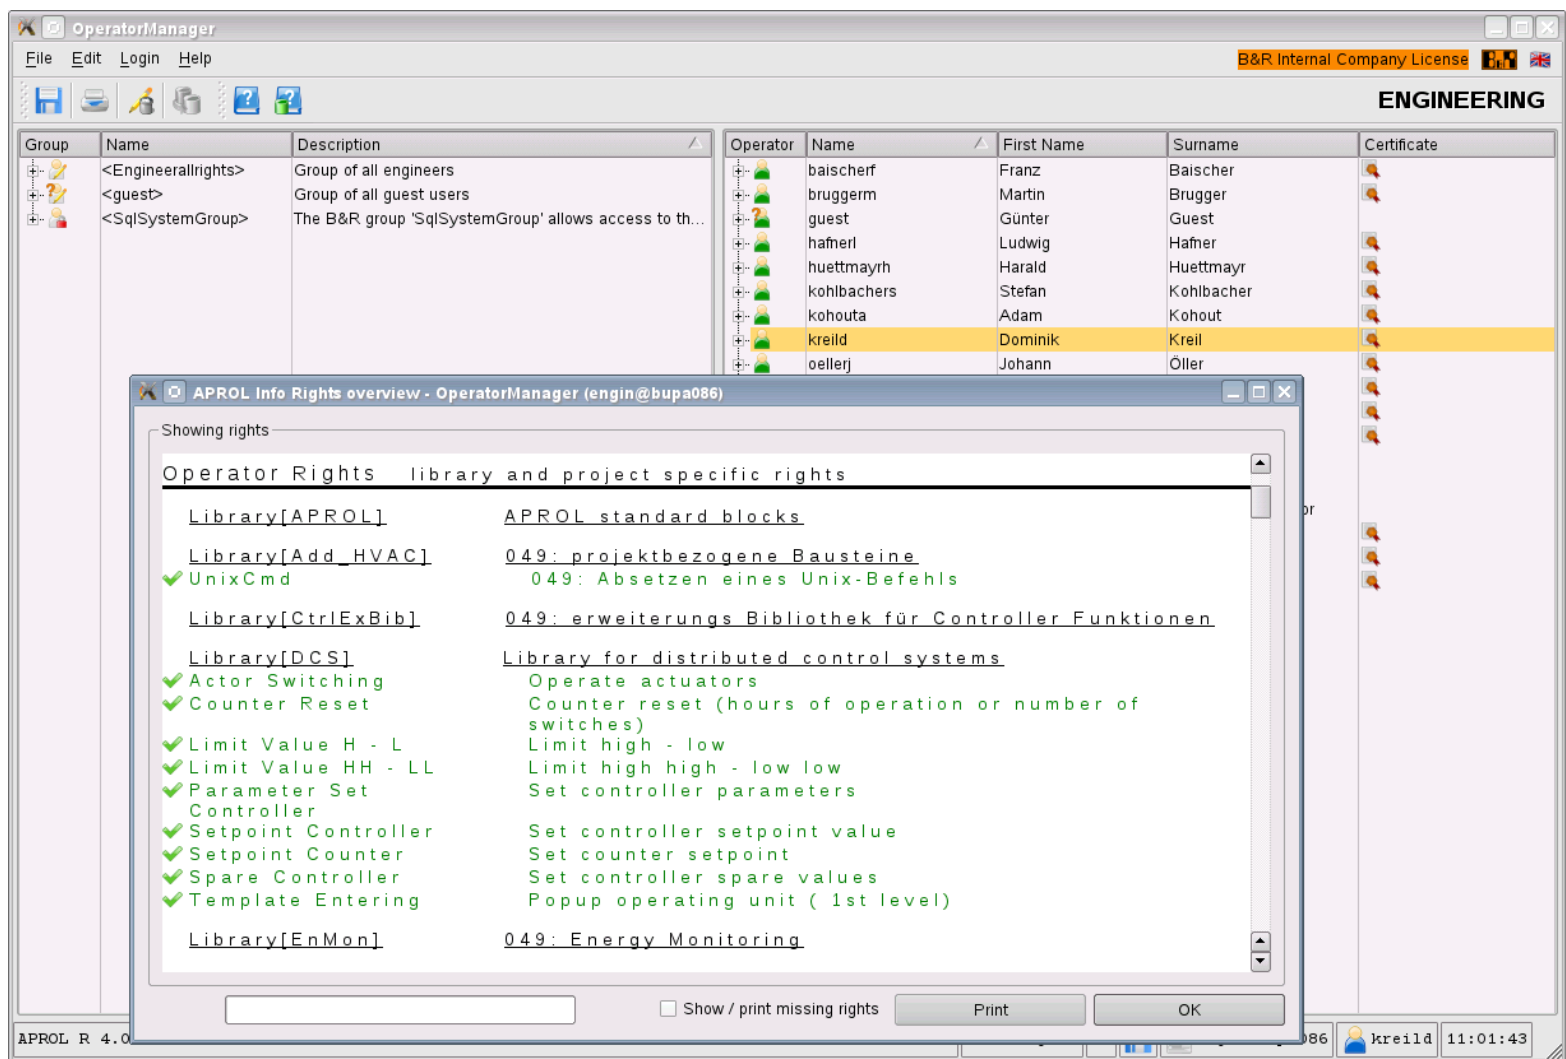 OperatorManager
File Edit Login Help
B&R Internal Company License
ENGINEERING
Group Name Description
<Engineerallrights> Group of all engineers
<guest> Group of all guest users
<SqlSystemGroup> The B&R group 'SqlSystemGroup' allows access to th...
Operator Name First Name Surname Certificate
baischerf Franz Baischer
bruggerm Martin Brugger
guest Günter Guest
hafnerl Ludwig Hafner
huettmayrh Harald Huettmayr
kohlbachers Stefan Kohlbacher
kohouta Adam Kohout
kreild Dominik Kreil
oellerj Johann Öller
or
APROL Info Rights overview - OperatorManager (engin@bupa086)
Showing rights
Operator Rights library and project specific rights
Library[APROL] APROL standard blocks
Library[Add_HVAC] 049: projektbezogene Bausteine
UnixCmd 049: Absetzen eines Unix-Befehls
Library[CtrlExBib] 049: erweiterungs Bibliothek für Controller Funktionen
Library[DCS] Library for distributed control systems
Actor Switching Operate actuators
Counter Reset Counter reset (hours of operation or number of
switches)
Limit Value H - L Limit high - low
Limit Value HH - LL Limit high high - low low
Parameter Set Set controller parameters
Controller
Setpoint Controller Set controller setpoint value
Setpoint Counter Set counter setpoint
Spare Controller Set controller spare values
Template Entering Popup operating unit ( 1st level)
Library[EnMon] 049: Energy Monitoring
Show / print missing rights Print OK
APROL R 4.0 086 kreild 11:01:43